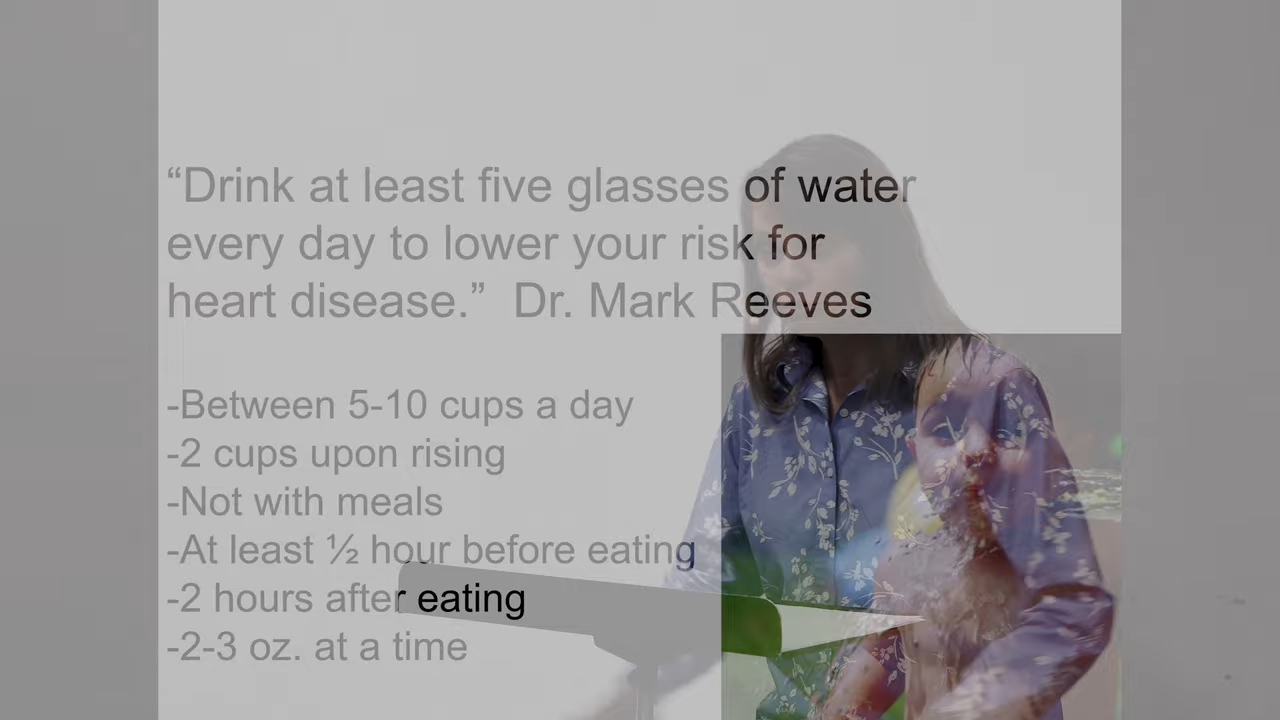 “Drink at least five glasses of water
every day to lower your risk for
heart disease.”  Dr. Mark Reeves
-Between 5-10 cups a day
-2 cups upon rising
-Not with meals
-At least ½ hour before eating
-2 hours after eating
-2-3 oz. at a time